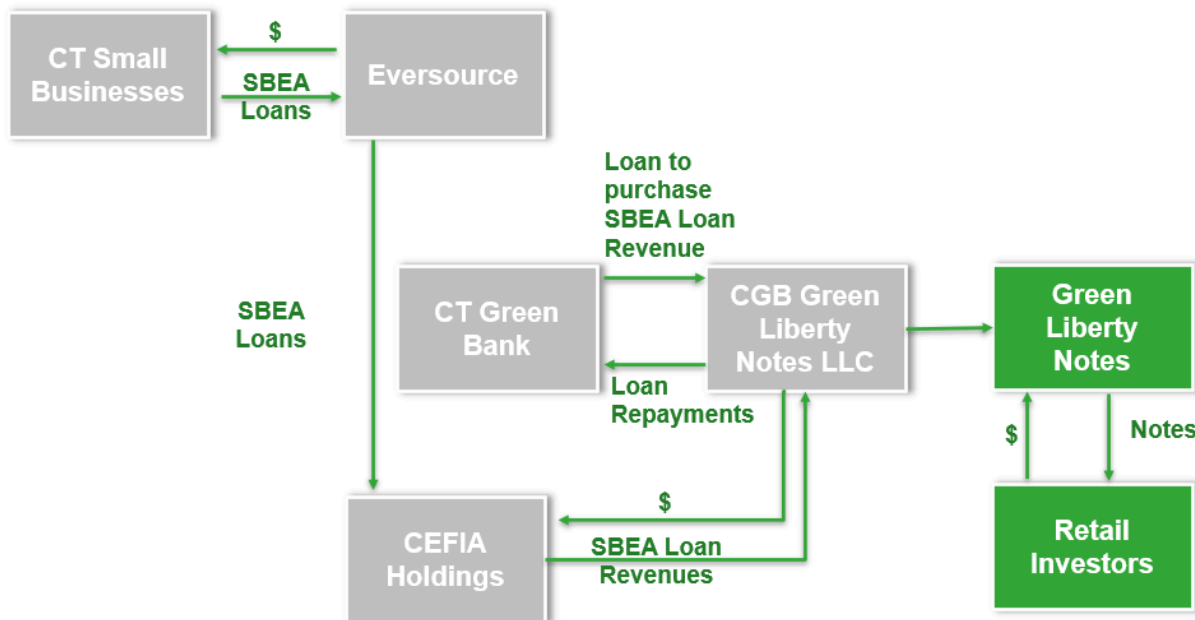 CT Small
Businesses
$
SBEA
Loans
Eversource
Loan to
purchase
SBEA Loan
Revenue
SBEA
Loans
CT Green
Bank
CGB Green
Liberty
Notes LLC
Green
Liberty
Notes
Loan
Repayments
$
Notes
$
CEFIA
Holdings
SBEA Loan
Revenues
Retail
Investors